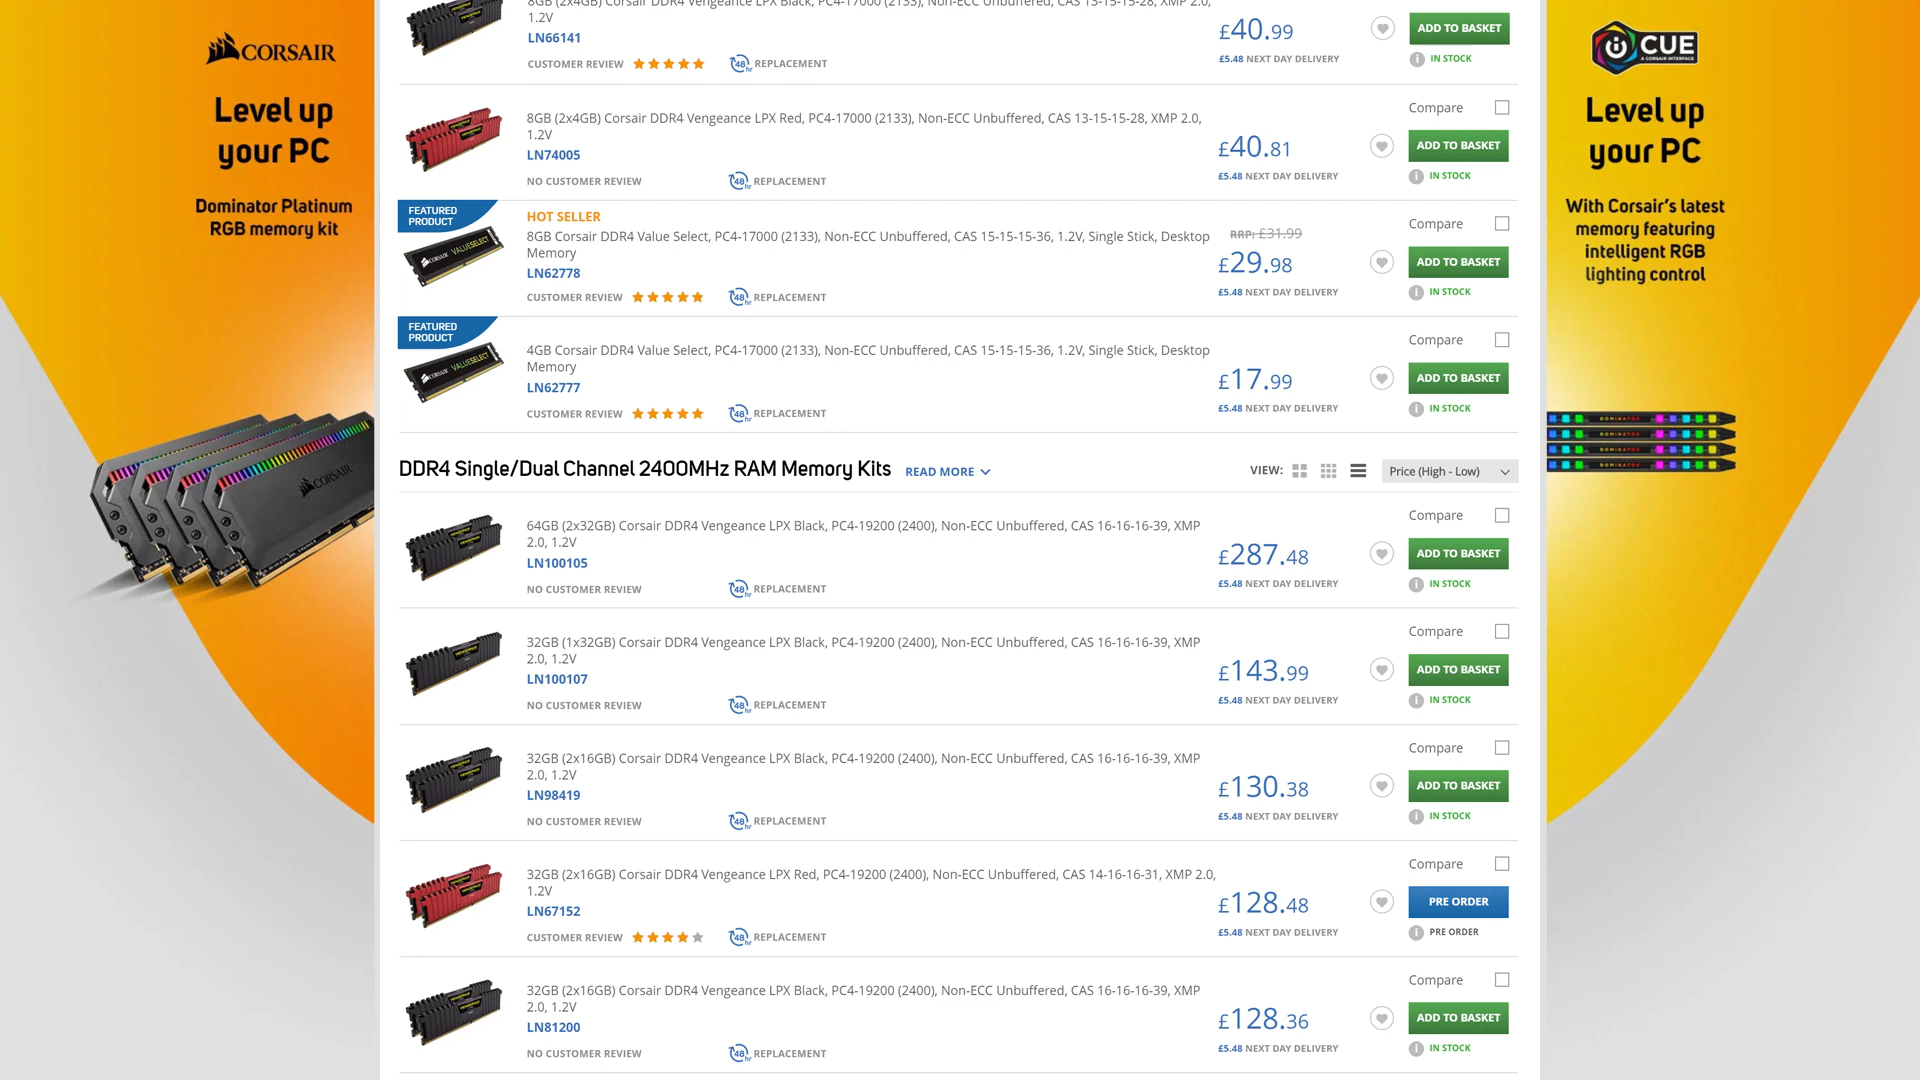 CORSAIR
Level up
your PC
Dominator Platinum
RGB memory kit
8GB (2x4GB) Corsair DDR4 Vengeance LPX Black, PC4-17000 (2133), Non-ECC Unbuffered, CAS 13-15-15-28, XMP 2.0,
1.2V
LN66141
CUSTOMER REVIEW
48hr REPLACEMENT
£40.99
£5.48 NEXT DAY DELIVERY
ADD TO BASKET
IN STOCK
8GB (2x4GB) Corsair DDR4 Vengeance LPX Red, PC4-17000 (2133), Non-ECC Unbuffered, CAS 13-15-15-28, XMP 2.0,
1.2V
LN74005
NO CUSTOMER REVIEW
48hr REPLACEMENT
£40.81
£5.48 NEXT DAY DELIVERY
Compare
ADD TO BASKET
IN STOCK
FEATURED
PRODUCT
HOT SELLER
8GB Corsair DDR4 Value Select, PC4-17000 (2133), Non-ECC Unbuffered, CAS 15-15-15-36, 1.2V, Single Stick, Desktop
Memory
LN62778
CUSTOMER REVIEW
48hr REPLACEMENT
RRP: £31.99
£29.98
£5.48 NEXT DAY DELIVERY
Compare
ADD TO BASKET
IN STOCK
FEATURED
PRODUCT
4GB Corsair DDR4 Value Select, PC4-17000 (2133), Non-ECC Unbuffered, CAS 15-15-15-36, 1.2V, Single Stick, Desktop
Memory
LN62777
CUSTOMER REVIEW
48hr REPLACEMENT
£17.99
£5.48 NEXT DAY DELIVERY
Compare
ADD TO BASKET
IN STOCK
DDR4 Single/Dual Channel 2400MHz RAM Memory Kits READ MORE
VIEW: Price (High - Low)
64GB (2x32GB) Corsair DDR4 Vengeance LPX Black, PC4-19200 (2400), Non-ECC Unbuffered, CAS 16-16-16-39, XMP
2.0, 1.2V
LN100105
NO CUSTOMER REVIEW
48hr REPLACEMENT
£287.48
£5.48 NEXT DAY DELIVERY
Compare
ADD TO BASKET
IN STOCK
32GB (1x32GB) Corsair DDR4 Vengeance LPX Black, PC4-19200 (2400), Non-ECC Unbuffered, CAS 16-16-16-39, XMP
2.0, 1.2V
LN100107
NO CUSTOMER REVIEW
48hr REPLACEMENT
£143.99
£5.48 NEXT DAY DELIVERY
Compare
ADD TO BASKET
IN STOCK
32GB (2x16GB) Corsair DDR4 Vengeance LPX Black, PC4-19200 (2400), Non-ECC Unbuffered, CAS 16-16-16-39, XMP
2.0, 1.2V
LN98419
NO CUSTOMER REVIEW
48hr REPLACEMENT
£130.38
£5.48 NEXT DAY DELIVERY
Compare
ADD TO BASKET
IN STOCK
32GB (2x16GB) Corsair DDR4 Vengeance LPX Red, PC4-19200 (2400), Non-ECC Unbuffered, CAS 14-16-16-31, XMP 2.0,
1.2V
LN67152
CUSTOMER REVIEW
48hr REPLACEMENT
£128.48
£5.48 NEXT DAY DELIVERY
Compare
PRE ORDER
PRE ORDER
32GB (2x16GB) Corsair DDR4 Vengeance LPX Black, PC4-19200 (2400), Non-ECC Unbuffered, CAS 16-16-16-39, XMP
2.0, 1.2V
LN81200
NO CUSTOMER REVIEW
48hr REPLACEMENT
£128.36
£5.48 NEXT DAY DELIVERY
Compare
ADD TO BASKET
IN STOCK
CUE
A CORSAIR INTERFACE
Level up
your PC
With Corsair's latest
memory featuring
intelligent RGB
lighting control
CORSAIR
DOMINATOR
DOMINATOR
DOMINATOR
DOMINATOR